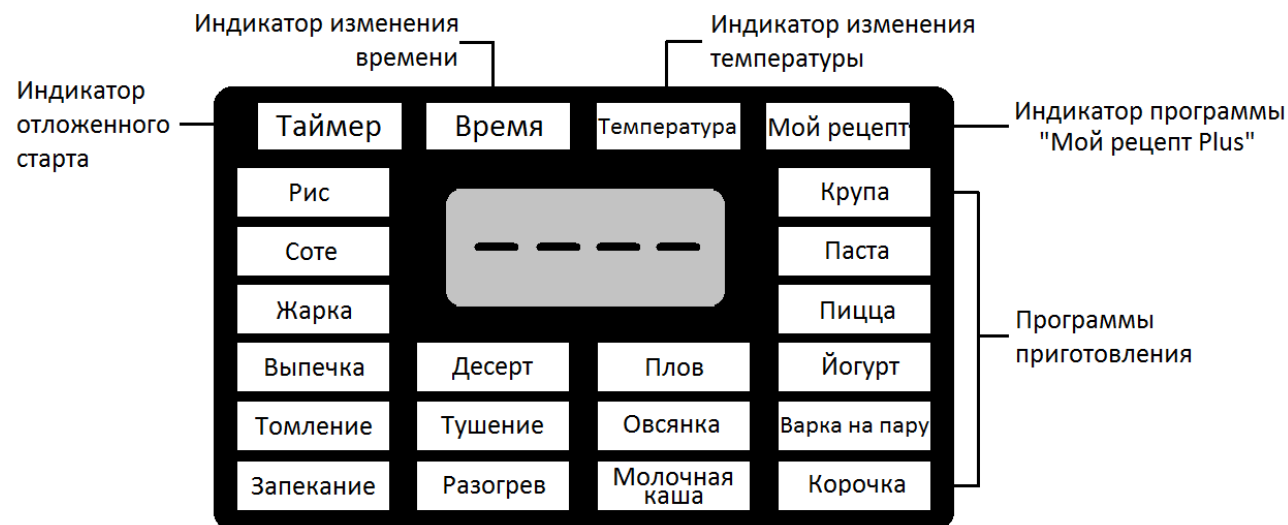 Индикатор изменения
времени
Индикатор изменения
температуры
Индикатор
отложенного
старта
Таймер
Время
Температура
Мой рецепт
Индикатор программы
"Мой рецепт Plus"
Рис
Крупа
Соте
Паста
Жарка
Пицца
Выпечка
Десерт
Плов
Йогурт
Томление
Тушение
Овсянка
Варка на пару
Запекание
Разогрев
Молочная
каша
Корочка
Программы
приготовления